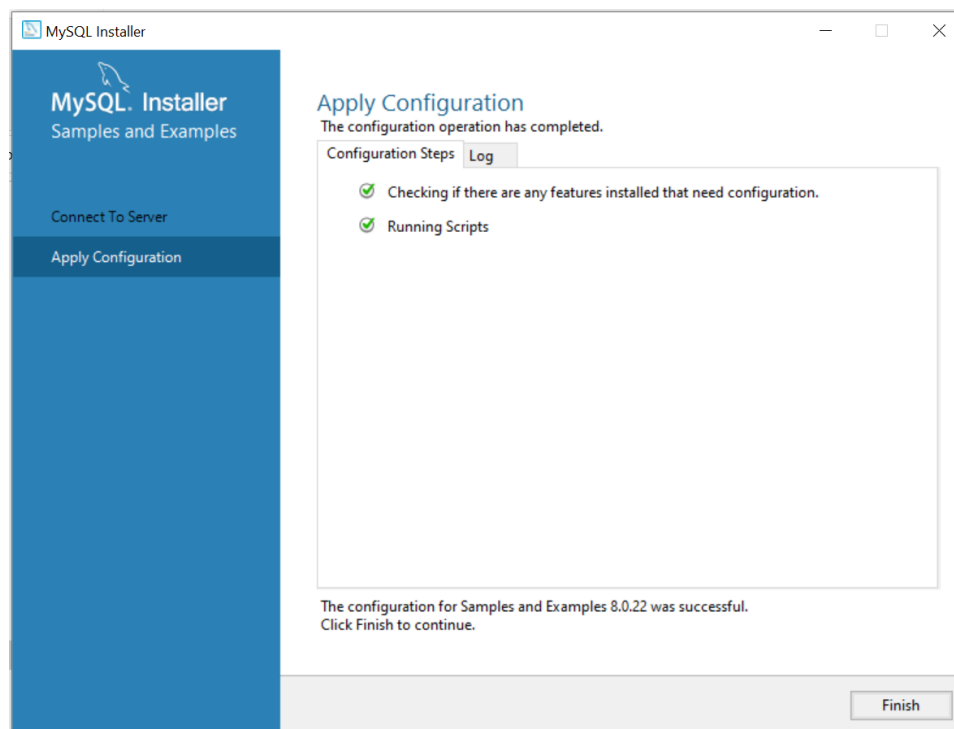 MySQL Installer
MySQL. Installer
Samples and Examples
Connect To Server
Apply Configuration
Apply Configuration
The configuration operation has completed.
Configuration Steps
Log
Checking if there are any features installed that need configuration.
Running Scripts
The configuration for Samples and Examples 8.0.22 was successful.
Click Finish to continue.
Finish